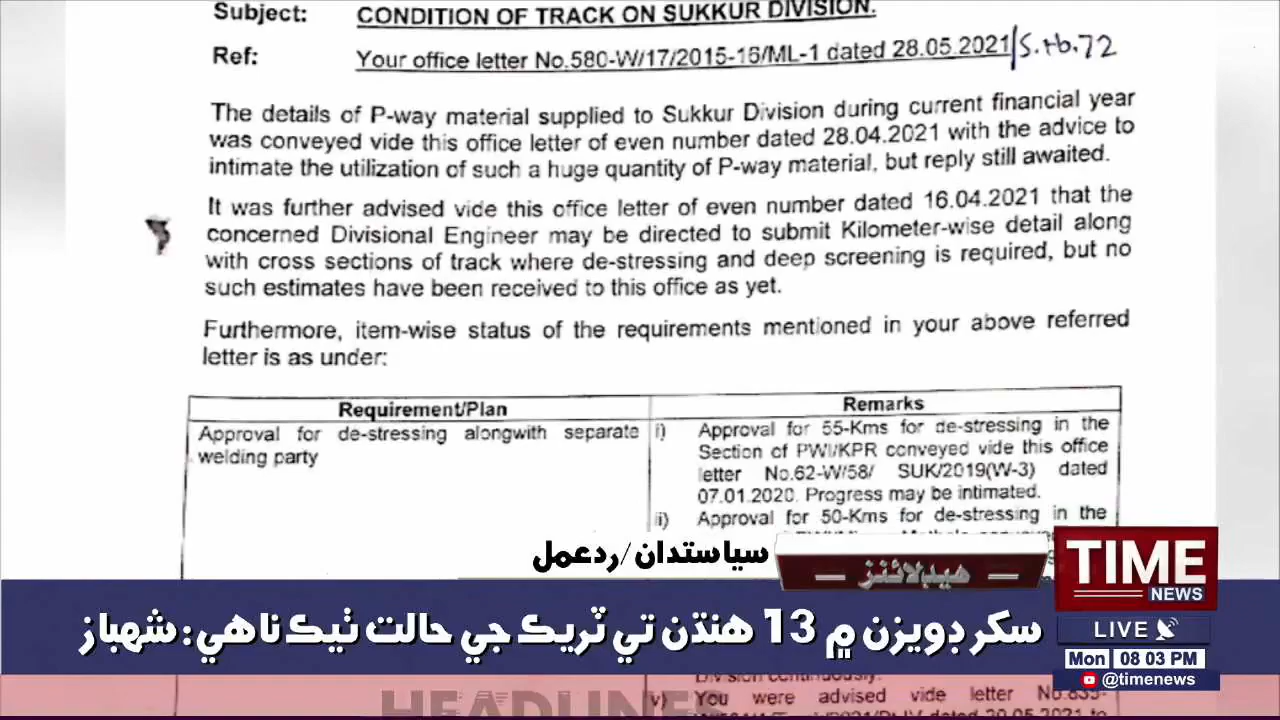 Subject: CONDITION OF TRACK ON SUKKUR DIVISION.
Ref: Your office letter No.580-W/17/2015-16/ML-1 dated 28.05.2021
The details of P-way material supplied to Sukkur Division during current financial year
was conveyed vide this office letter of even number dated 28.04.2021 with the advice to
intimate the utilization of such a huge quantity of P-way material, but reply still awaited.
It was further advised vide this office letter of even number dated 16.04.2021 that the
concerned Divisional Engineer may be directed to submit Kilometer-wise detail along
with cross sections of track where de-stressing and deep screening is required, but no
such estimates have been received to this office as yet.
Furthermore, item-wise status of the requirements mentioned in your above referred
letter is as under:
Requirement/Plan
Remarks
Approval for de-stressing alongwith separate
welding party
i) Approval for 55-Kms for de-stressing in the
Section of PWI/KPR conveyed vide this office
letter No.62-W/58/ SUK/2019(W-3) dated
07.01.2020. Progress may be intimated.
ii) Approval for 50-Kms for de-stressing in the
سياستدان/ردعمل
هيڊلائنز
TIME
NEWS
سکر ڊويزن ۾ 13 هنڌن تي ٽريڪ جي حالت ٺيڪ ناهي: شهباز
LIVE
Mon 08 03 PM
@timenews
Division continuously.
v) You were advised vide letter
HEADLINES